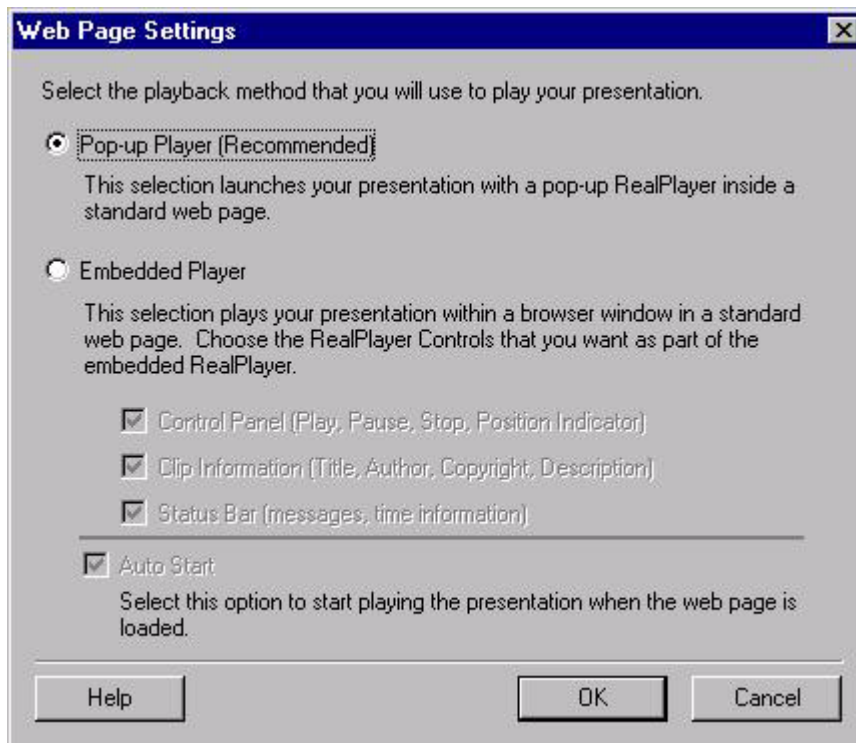 Web Page Settings
Select the playback method that you will use to play your presentation.
Pop-up Player (Recommended)
This selection launches your presentation with a pop-up RealPlayer inside a
standard web page.
Embedded Player
This selection plays your presentation within a browser window in a standard
web page.  Choose the RealPlayer Controls that you want as part of the
embedded RealPlayer.
Control Panel (Play, Pause, Stop, Position Indicator)
Clip Information (Title, Author, Copyright, Description)
Status Bar (messages, time information)
Auto Start
Select this option to start playing the presentation when the web page is
loaded.
Help OK Cancel